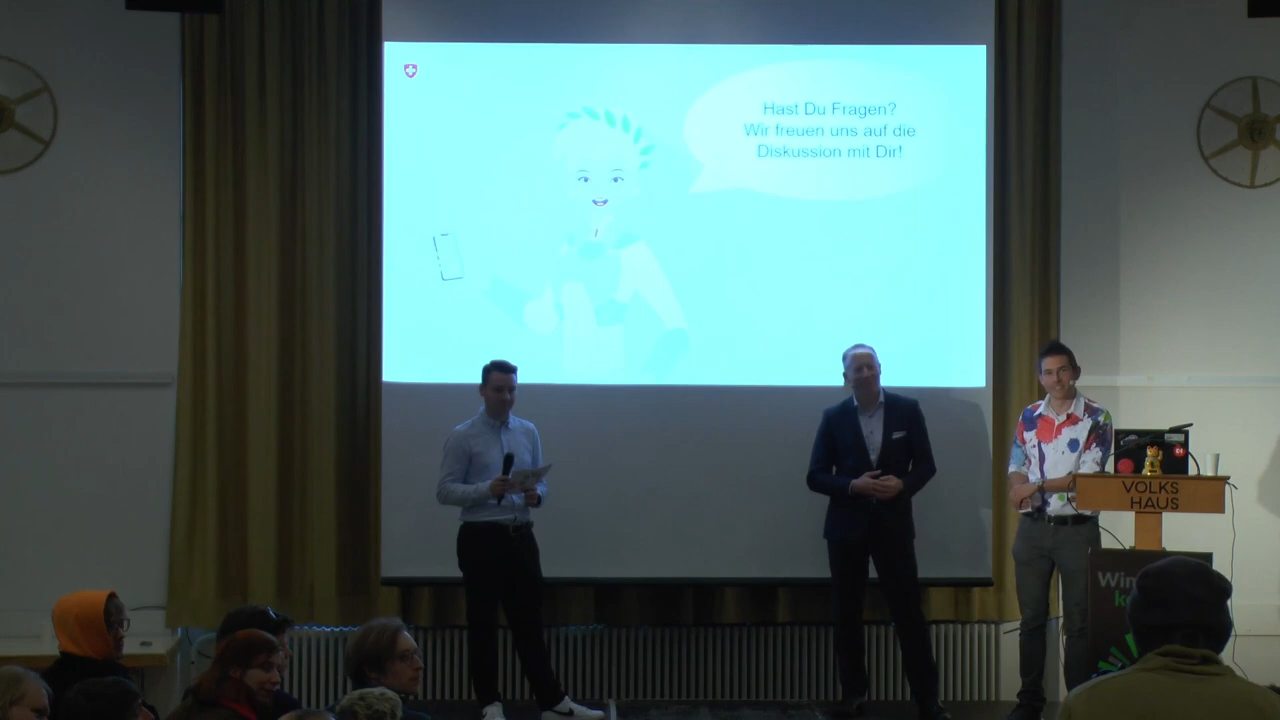 Hast Du Fragen?
Wir freuen uns auf die
Diskussion mit Dir!
VOLKS
HAUS